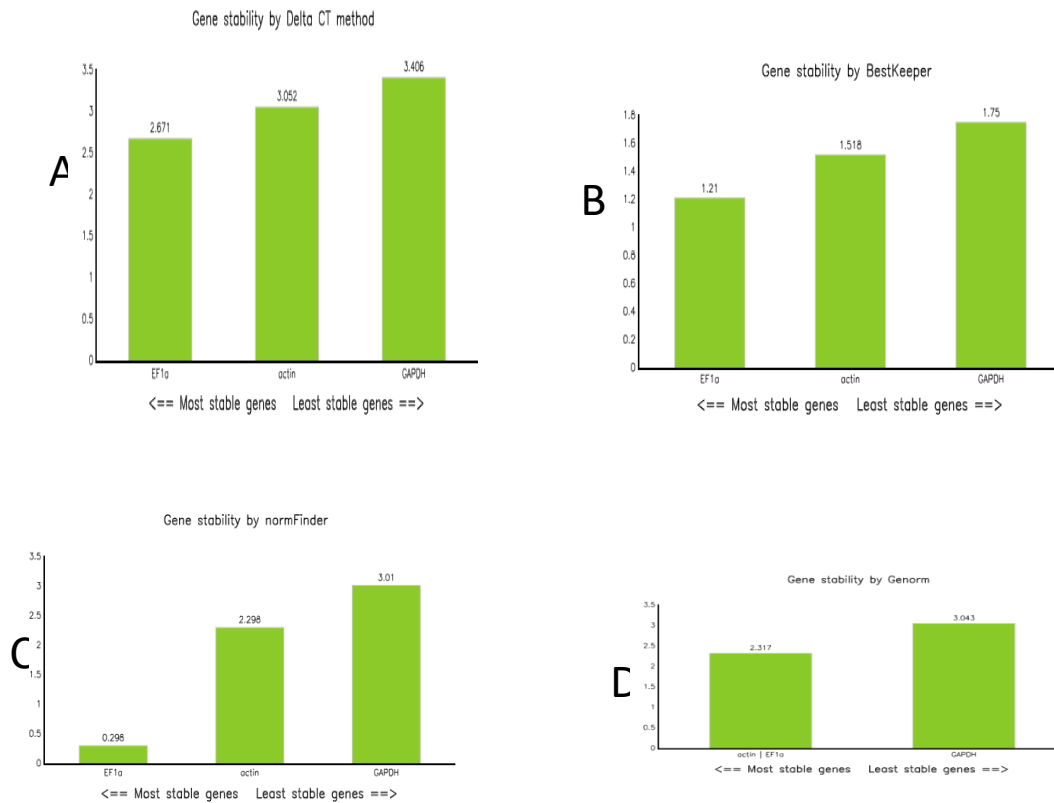 Gene stability by Delta CT method
3.5
3
2.5
2
1.5
1
0.5
0
2.671
3.052
3.406
EF1a actin GAPDH
<== Most stable genes Least stable genes ==>
A
Gene stability by BestKeeper
1.8
1.6
1.4
1.2
1
0.8
0.6
0.4
0.2
0
1.21
1.518
1.75
EF1a actin GAPDH
<== Most stable genes Least stable genes ==>
B
Gene stability by normFinder
3.5
3
2.5
2
1.5
1
0.5
0
0.298
2.298
3.01
EF1a actin GAPDH
<== Most stable genes Least stable genes ==>
C
Gene stability by Genorm
3.5
3
2.5
2
1.5
1
0.5
0
2.317
3.043
actin | EF1a GAPDH
<== Most stable genes Least stable genes ==>
D